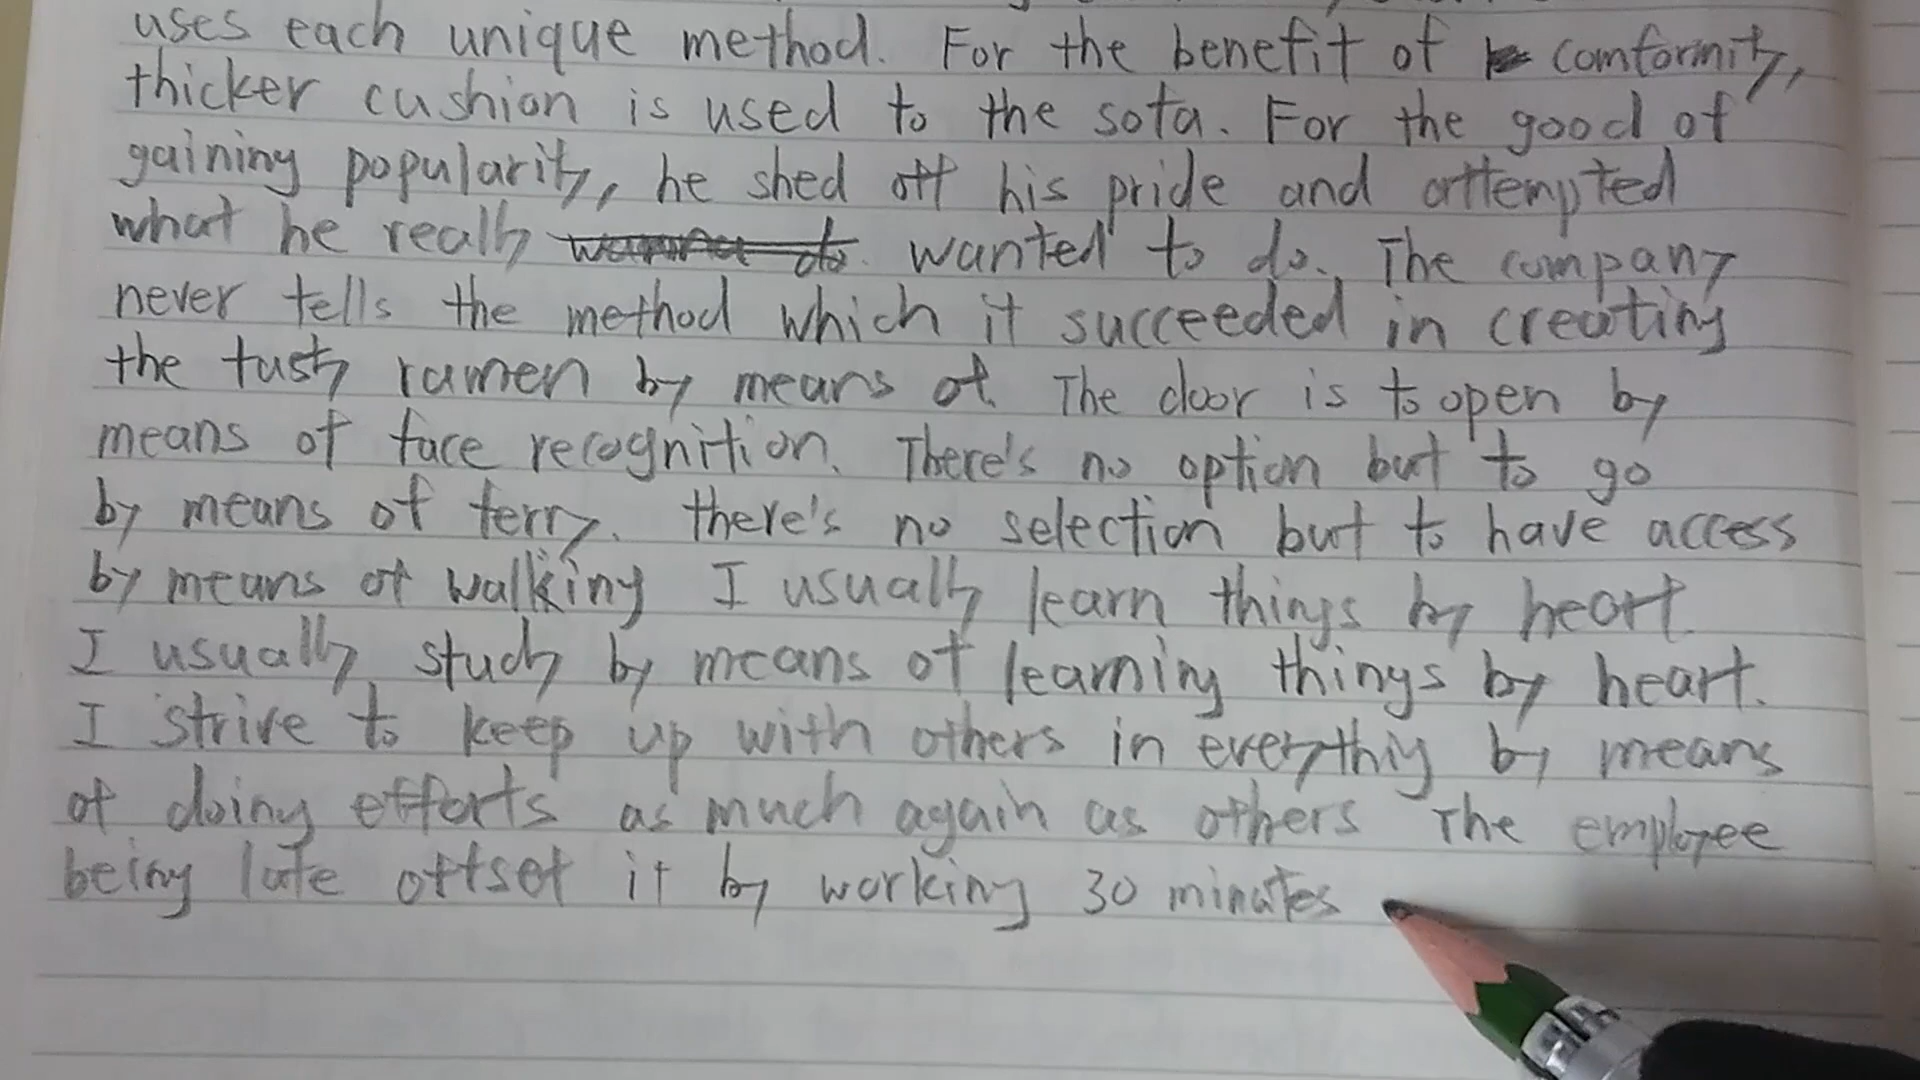 uses each unique method. For the benefit of comformity,
thicker cushion is used to the sofa. For the good of
gaining popularity, he shed off his pride and attempted
what he really wanna do wanted to do. The company
never tells the method which it succeeded in creating
the tasty ramen by means of. The door is to open by
means of face recognition. There's no option but to go
by means of ferry. there's no selection but to have access
by means of walking I usually learn things by heart
I usually study by means of learning things by heart.
I strive to keep up with others in everythig by means
of doing efforts as much again as others The employee
being late offset it by working 30 minutes